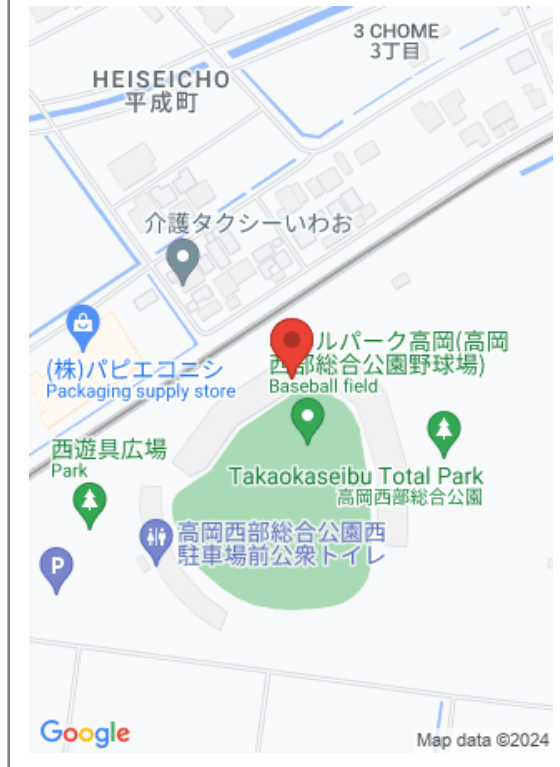 3 CHOME
3丁目
HEISEICHO
平成町
介護タクシーいわお
(株)パピエコニシ
Packaging supply store
ルパーク高岡(高岡
西部総合公園野球場)
Baseball field
西遊具広場
Park
Takaokaseibu Total Park
高岡西部総合公園
高岡西部総合公園西
駐車場前公衆トイレ
P
Google
Map data ©2024